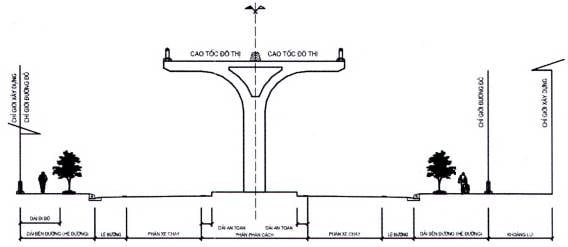 CAO TỐC ĐÔ THỊ CAO TỐC ĐÔ THỊ
CHỈ GIỚI XÂY DỰNG
CHỈ GIỚI ĐƯỜNG ĐỎ
CHỈ GIỚI ĐƯỜNG ĐỎ
CHỈ GIỚI XÂY DỰNG
DẢI ĐI BỘ
DẢI AN TOÀN DẢI AN TOÀN
DẢI BÊN ĐƯỜNG (HÈ ĐƯỜNG) LỀ ĐƯỜNG PHẦN XE CHẠY PHẦN PHÂN CÁCH PHẦN XE CHẠY LỀ ĐƯỜNG DẢI BÊN ĐƯỜNG (HÈ ĐƯỜNG) KHOẢNG LÙI